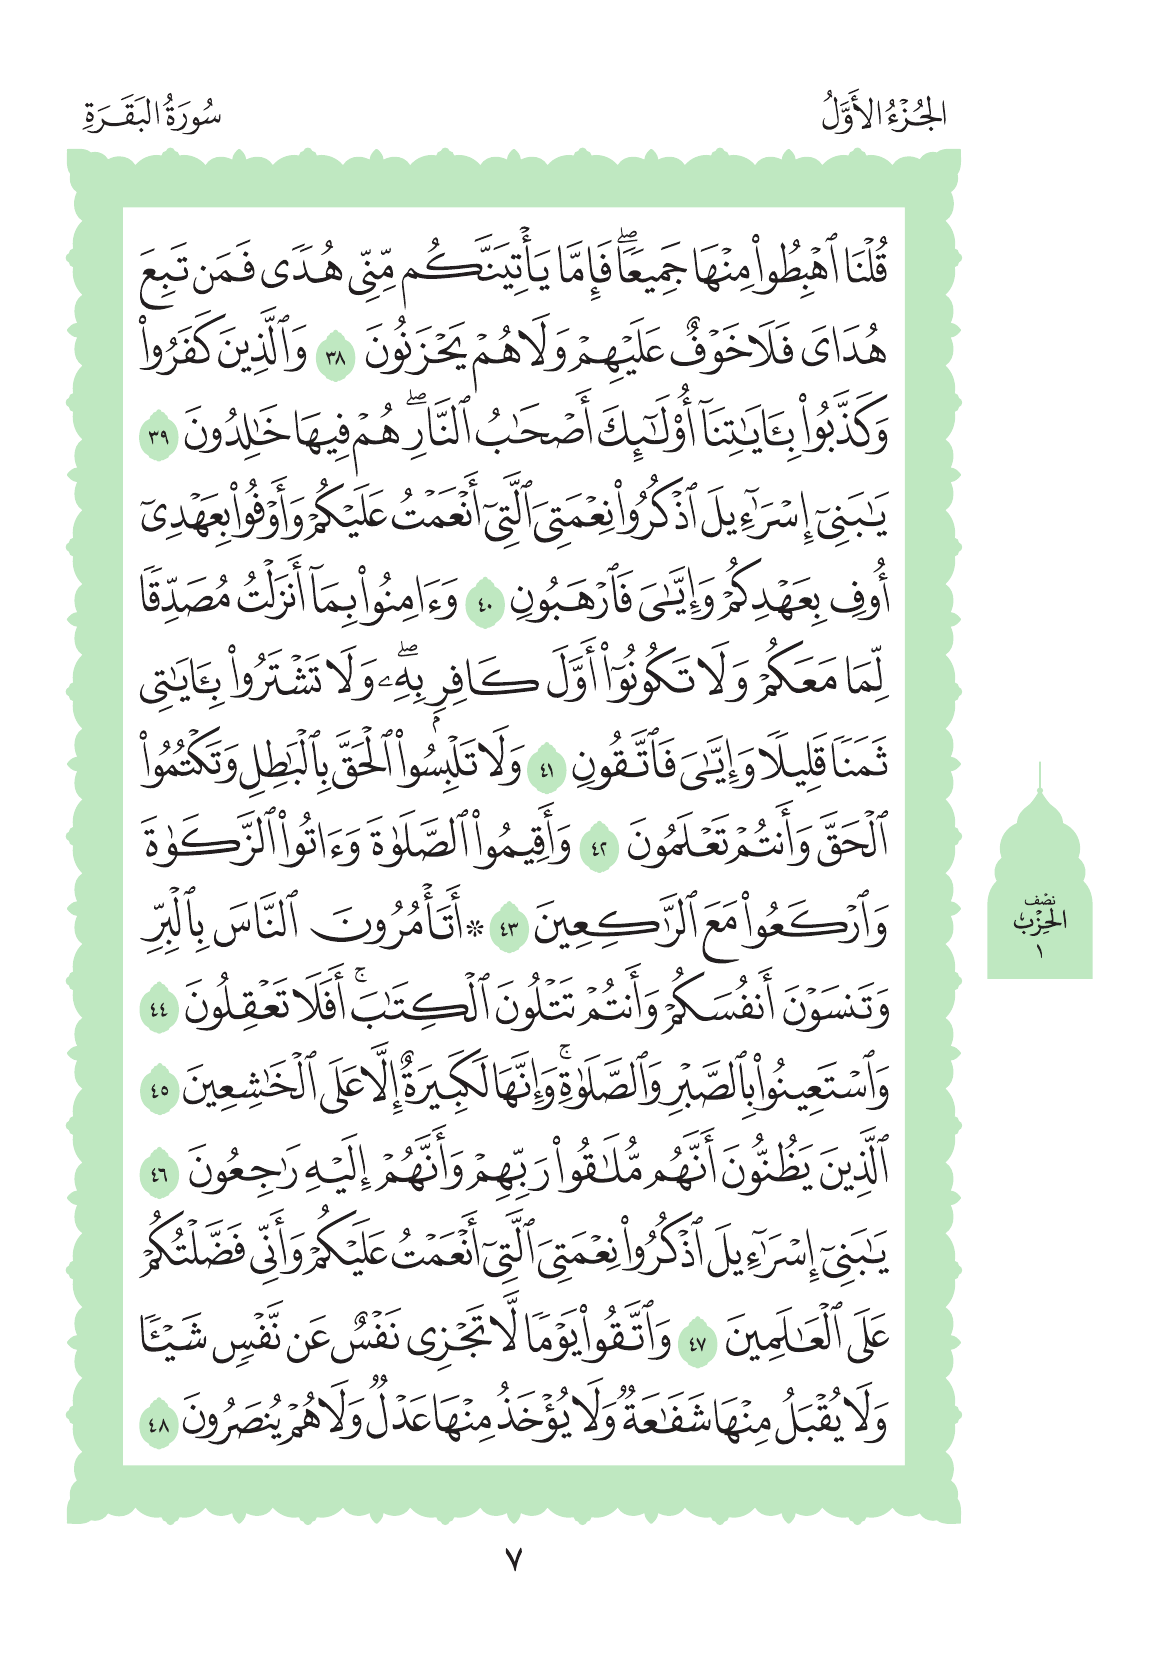 الجُزْءُ الأَوَّلُ
سُورَةُ البَقَرَةِ
قُلۡنَا ٱهۡبِطُواْ مِنۡهَا جَمِيعٗاۖ فَإِمَّا يَأۡتِيَنَّكُم مِّنِّي هُدٗى فَمَن تَبِعَ
هُدَايَ فَلَا خَوۡفٌ عَلَيۡهِمۡ وَلَا هُمۡ يَحۡزَنُونَ ٣٨ وَٱلَّذِينَ كَفَرُواْ
وَكَذَّبُواْ بِـَٔايَٰتِنَآ أُوْلَٰٓئِكَ أَصۡحَٰبُ ٱلنَّارِۖ هُمۡ فِيهَا خَٰلِدُونَ ٣٩
يَٰبَنِيٓ إِسۡرَٰٓءِيلَ ٱذۡكُرُواْ نِعۡمَتِيَ ٱلَّتِيٓ أَنۡعَمۡتُ عَلَيۡكُمۡ وَأَوۡفُواْ بِعَهۡدِيٓ
أُوفِ بِعَهۡدِكُمۡ وَإِيَّٰيَ فَٱرۡهَبُونِ ٤٠ وَءَامِنُواْ بِمَآ أَنزَلۡتُ مُصَدِّقٗا
لِّمَا مَعَكُمۡ وَلَا تَكُونُوٓاْ أَوَّلَ كَافِرِۭ بِهِۦۖ وَلَا تَشۡتَرُواْ بِـَٔايَٰتِي
ثَمَنٗا قَلِيلٗا وَإِيَّٰيَ فَٱتَّقُونِ ٤١ وَلَا تَلۡبِسُواْ ٱلۡحَقَّ بِٱلۡبَٰطِلِ وَتَكۡتُمُواْ
ٱلۡحَقَّ وَأَنتُمۡ تَعۡلَمُونَ ٤٢ وَأَقِيمُواْ ٱلصَّلَوٰةَ وَءَاتُواْ ٱلزَّكَوٰةَ
وَٱرۡكَعُواْ مَعَ ٱلرَّٰكِعِينَ ٤٣ ۞ أَتَأۡمُرُونَ ٱلنَّاسَ بِٱلۡبِرِّ
وَتَنسَوۡنَ أَنفُسَكُمۡ وَأَنتُمۡ تَتۡلُونَ ٱلۡكِتَٰبَۚ أَفَلَا تَعۡقِلُونَ ٤٤
وَٱسۡتَعِينُواْ بِٱلصَّبۡرِ وَٱلصَّلَوٰةِۚ وَإِنَّهَا لَكَبِيرَةٌ إِلَّا عَلَى ٱلۡخَٰشِعِينَ ٤٥
ٱلَّذِينَ يَظُنُّونَ أَنَّهُم مُّلَٰقُواْ رَبِّهِمۡ وَأَنَّهُمۡ إِلَيۡهِ رَٰجِعُونَ ٤٦
يَٰبَنِيٓ إِسۡرَٰٓءِيلَ ٱذۡكُرُواْ نِعۡمَتِيَ ٱلَّتِيٓ أَنۡعَمۡتُ عَلَيۡكُمۡ وَأَنِّي فَضَّلۡتُكُمۡ
عَلَى ٱلۡعَٰلَمِينَ ٤٧ وَٱتَّقُواْ يَوۡمٗا لَّا تَجۡزِي نَفۡسٌ عَن نَّفۡسٖ شَيۡـٔٗا
وَلَا يُقۡبَلُ مِنۡهَا شَفَٰعَةٞ وَلَا يُؤۡخَذُ مِنۡهَا عَدۡلٞ وَلَا هُمۡ يُنصَرُونَ ٤٨
نصْف
الحِزْب
١
٧